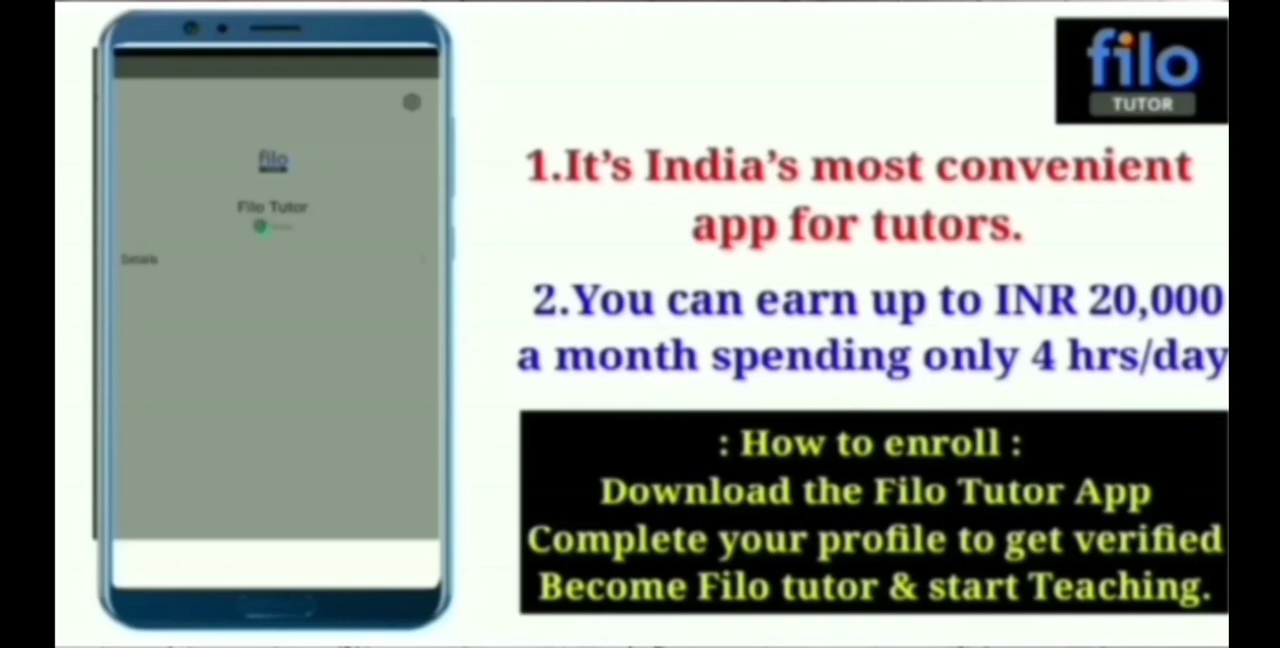 filo
TUTOR
filo
Filo Tutor
Details
1.It's India's most convenient
app for tutors.
2.You can earn up to INR 20,000
a month spending only 4 hrs/day
: How to enroll :
Download the Filo Tutor App
Complete your profile to get verified
Become Filo tutor & start Teaching.